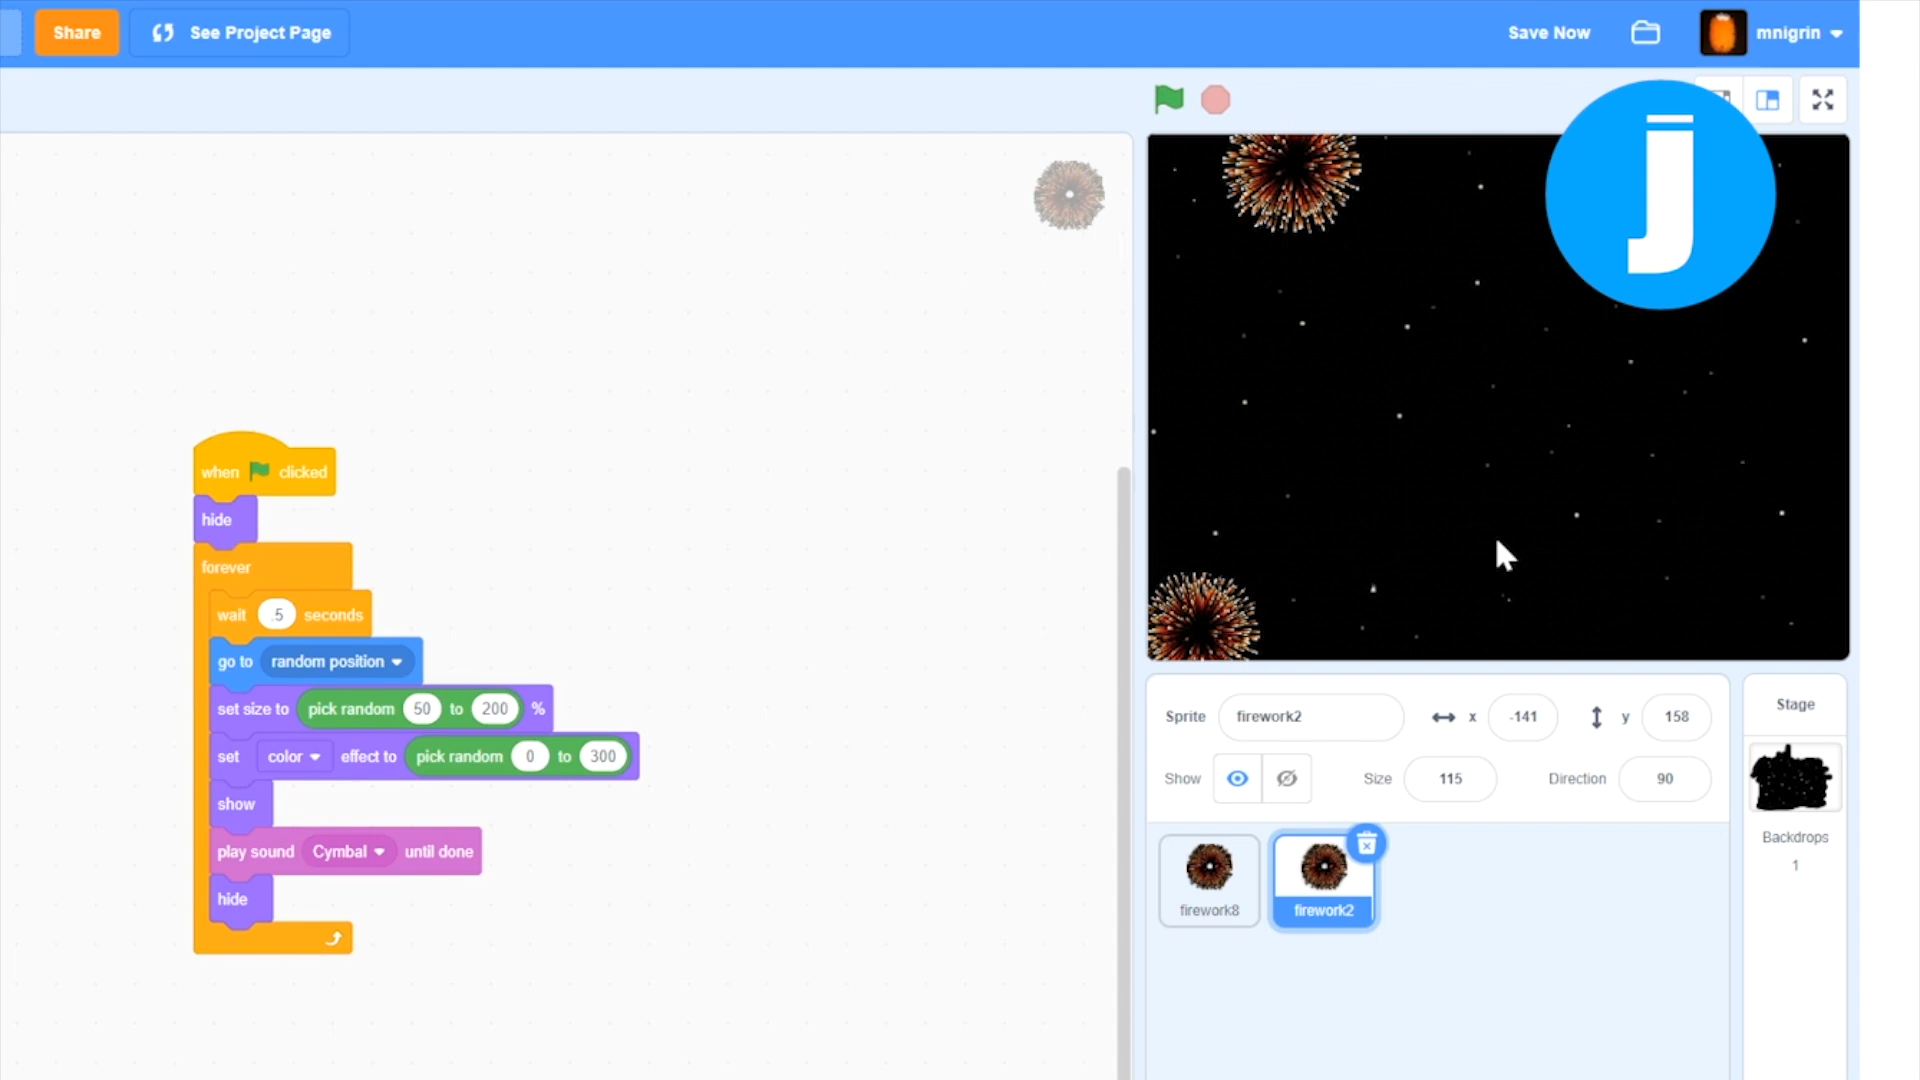 Share
See Project Page
Save Now
mnigrin
j
when clicked
hide
forever
wait .5 seconds
go to random position
set size to pick random 50 to 200 %
set color effect to pick random 0 to 300
show
play sound Cymbal until done
hide
Sprite firework2 x -141 y 158
Show Size 115 Direction 90
firework8
firework2
Stage
Backdrops
1